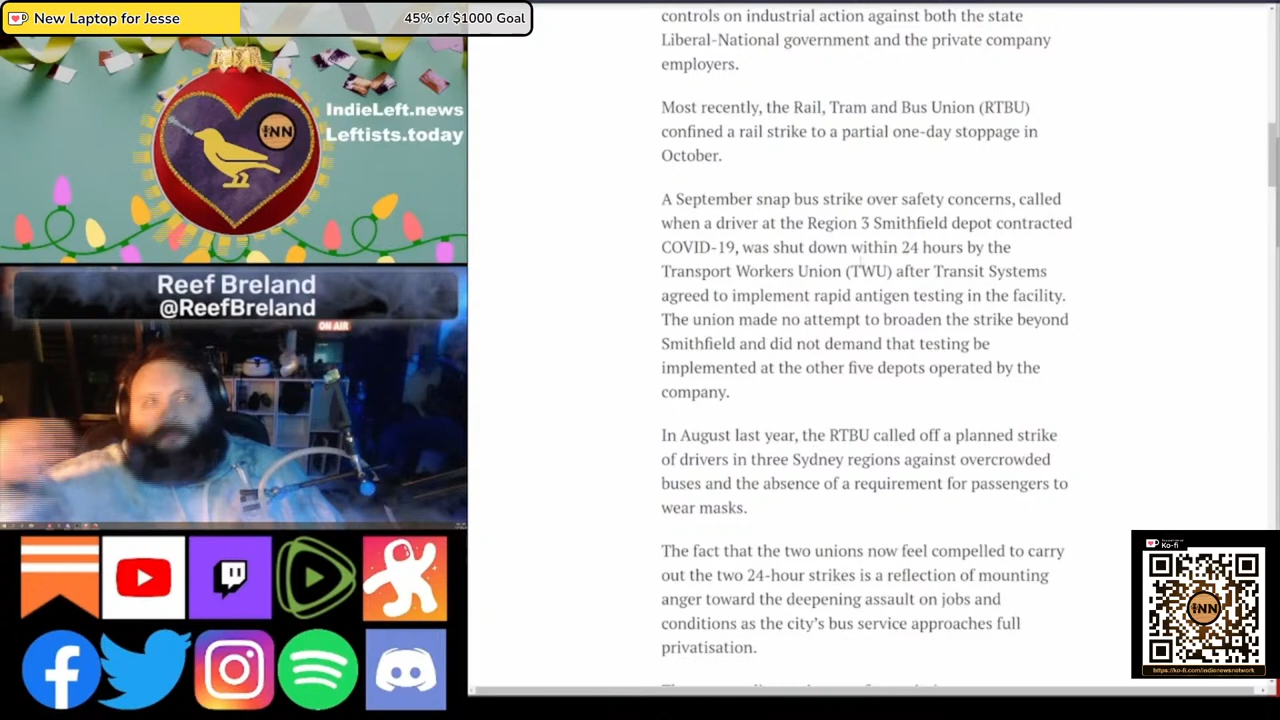 New Laptop for Jesse
45% of $1000 Goal
INN
IndieLeft.news
Leftists.today
Reef Breland
@ReefBreland
ON AIR
controls on industrial action against both the state
Liberal-National government and the private company
employers.
Most recently, the Rail, Tram and Bus Union (RTBU)
confined a rail strike to a partial one-day stoppage in
October.
A September snap bus strike over safety concerns, called
when a driver at the Region 3 Smithfield depot contracted
COVID-19, was shut down within 24 hours by the
Transport Workers Union (TWU) after Transit Systems
agreed to implement rapid antigen testing in the facility.
The union made no attempt to broaden the strike beyond
Smithfield and did not demand that testing be
implemented at the other five depots operated by the
company.
In August last year, the RTBU called off a planned strike
of drivers in three Sydney regions against overcrowded
buses and the absence of a requirement for passengers to
wear masks.
The fact that the two unions now feel compelled to carry
out the two 24-hour strikes is a reflection of mounting
anger toward the deepening assault on jobs and
conditions as the city's bus service approaches full
privatisation.
Ko-fi
INN
https://ko-fi.com/indienewsnetwork